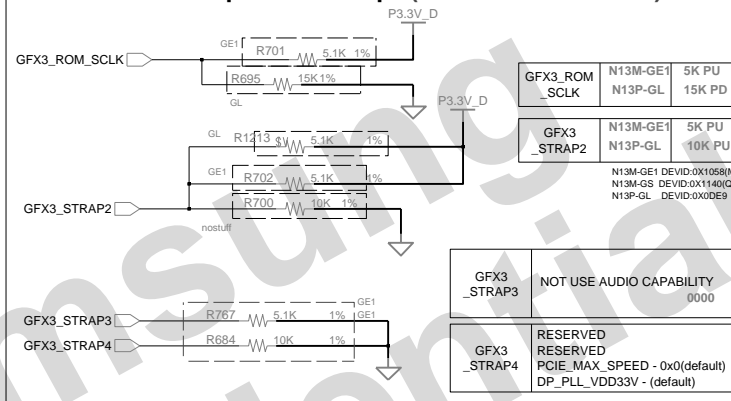 P3.3V_D
GE1
GFX3_ROM_SCLK
R701 5.1K 1%
R695 15K 1%
GL
P3.3V_D
GFX3_ROM _SCLK N13M-GE1 5K PU
N13P-GL 15K PD
GFX3 _STRAP2 N13M-GE1 5K PU
N13P-GL 10K PU
N13M-GE1 DEVID:0X1058(M
N13M-GS DEVID:0X1140(Q
N13P-GL DEVID:0X0DE9
GL R1213 5.1K 1%
GE1 R702 5.1K 1%
GFX3_STRAP2
R700 10K 1%
nostuff
GFX3 _STRAP3 NOT USE AUDIO CAPABILITY
0000
GE1
GFX3_STRAP3 R767 5.1K 1% GE1
GFX3_STRAP4 R684 10K 1%
GFX3 _STRAP4 RESERVED
RESERVED
PCIE_MAX_SPEED - 0x0(default)
DP_PLL_VDD33V - (default)